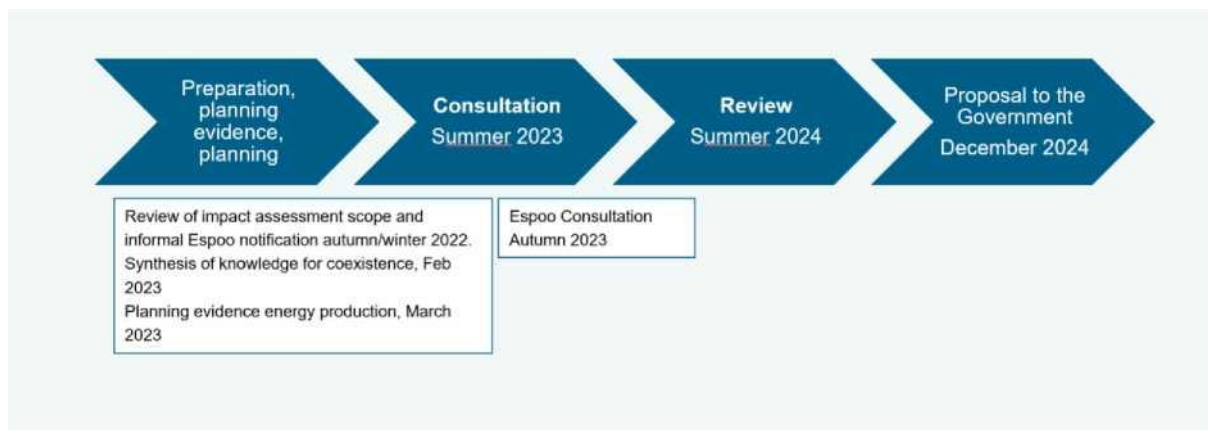 Preparation,
planning
evidence,
planning
Consultation
Summer 2023
Review
Summer 2024
Proposal to the
Government
December 2024
Review of impact assessment scope and
informal Espoo notification autumn/winter 2022.
Synthesis of knowledge for coexistence, Feb
2023
Planning evidence energy production, March
2023
Espoo Consultation
Autumn 2023